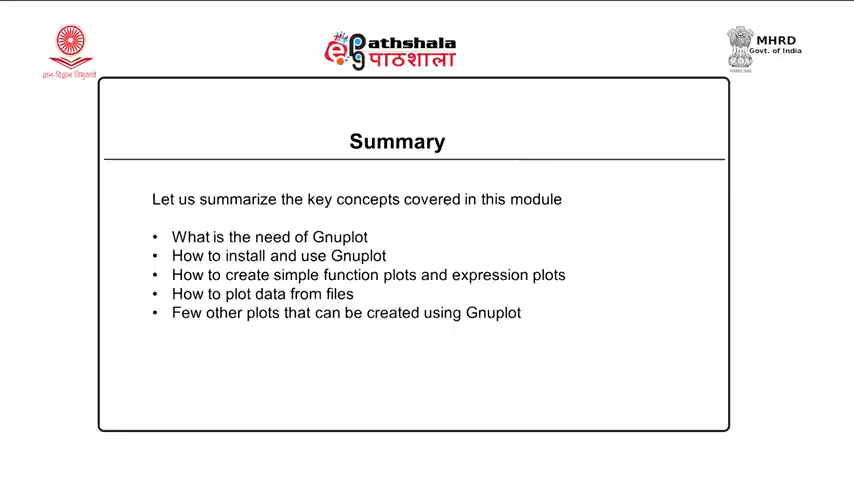 ज्ञान विज्ञान विमुक्तये
e Pathshala
पाठशाला
MHRD
Govt. of India
Summary
Let us summarize the key concepts covered in this module
• What is the need of Gnuplot
• How to install and use Gnuplot
• How to create simple function plots and expression plots
• How to plot data from files
• Few other plots that can be created using Gnuplot